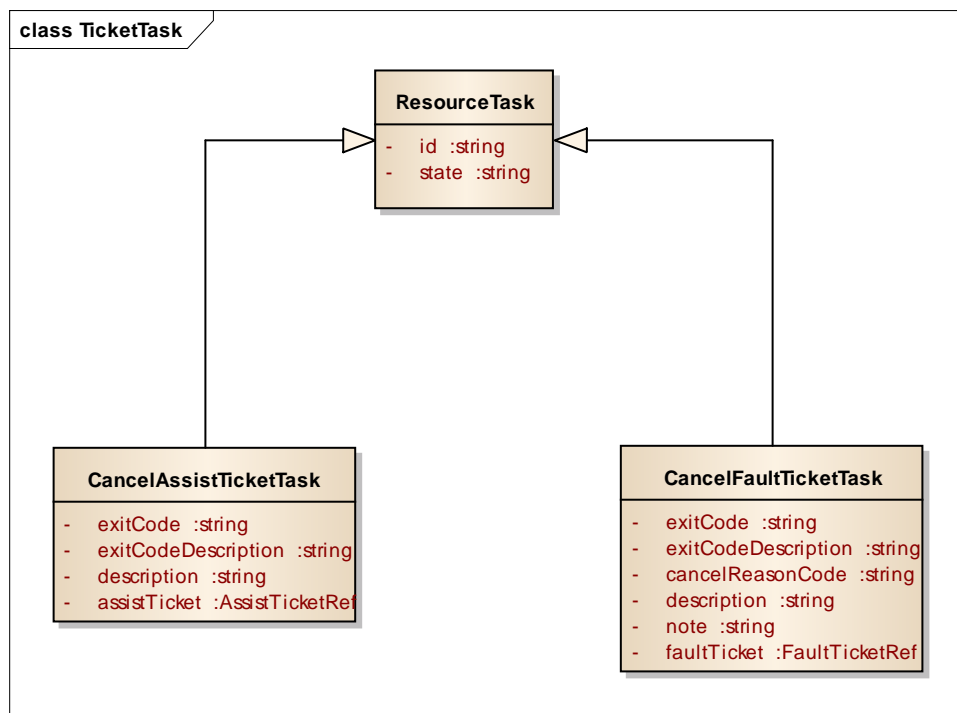 class TicketTask
ResourceTask
- id :string
- state :string
CancelAssistTicketTask
- exitCode :string
- exitCodeDescription :string
- description :string
- assistTicket :AssistTicketRef
CancelFaultTicketTask
- exitCode :string
- exitCodeDescription :string
- cancelReasonCode :string
- description :string
- note :string
- faultTicket :FaultTicketRef